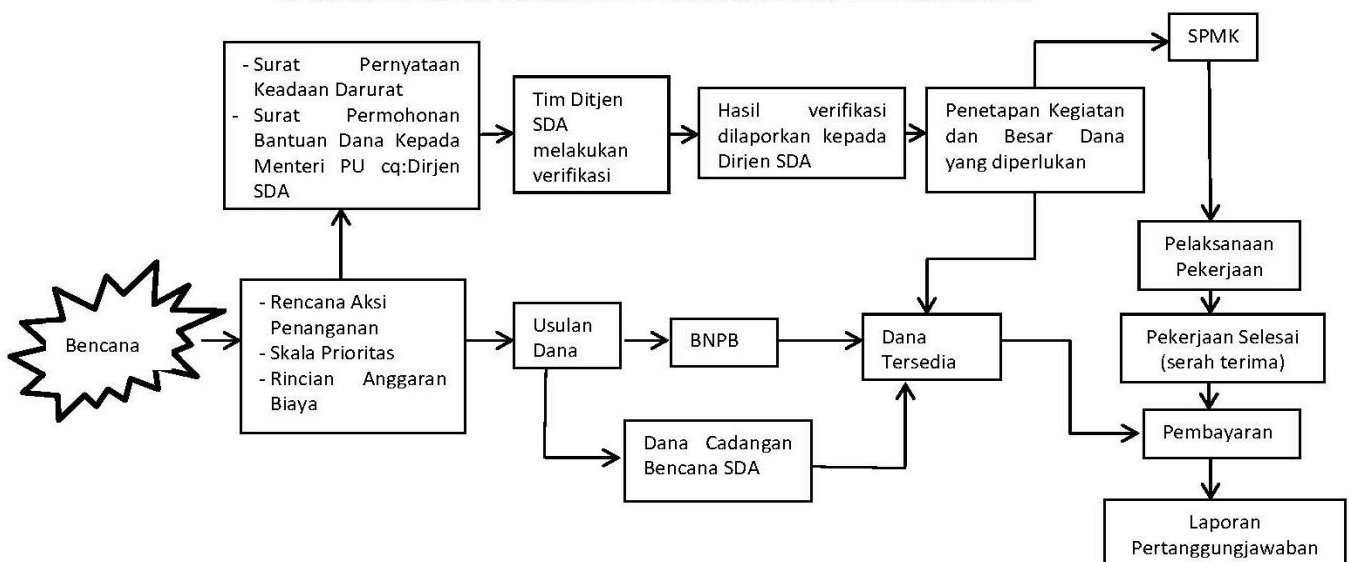 SPMK
- Surat Pernyataan
Keadaan Darurat
- Surat Permohonan
Bantuan Dana Kepada
Menteri PU cq:Dirjen
SDA
Tim Ditjen
SDA
melakukan
verifikasi
Hasil verifikasi
dilaporkan kepada
Dirjen SDA
Penetapan Kegiatan
dan Besar Dana
yang diperlukan
Pelaksanaan
Pekerjaan
Bencana
- Rencana Aksi
Penanganan
- Skala Prioritas
- Rincian Anggaran
Biaya
Usulan
Dana
BNPB
Dana
Tersedia
Pekerjaan Selesai
(serah terima)
Dana Cadangan
Bencana SDA
Pembayaran
Laporan
Pertanggungjawaban